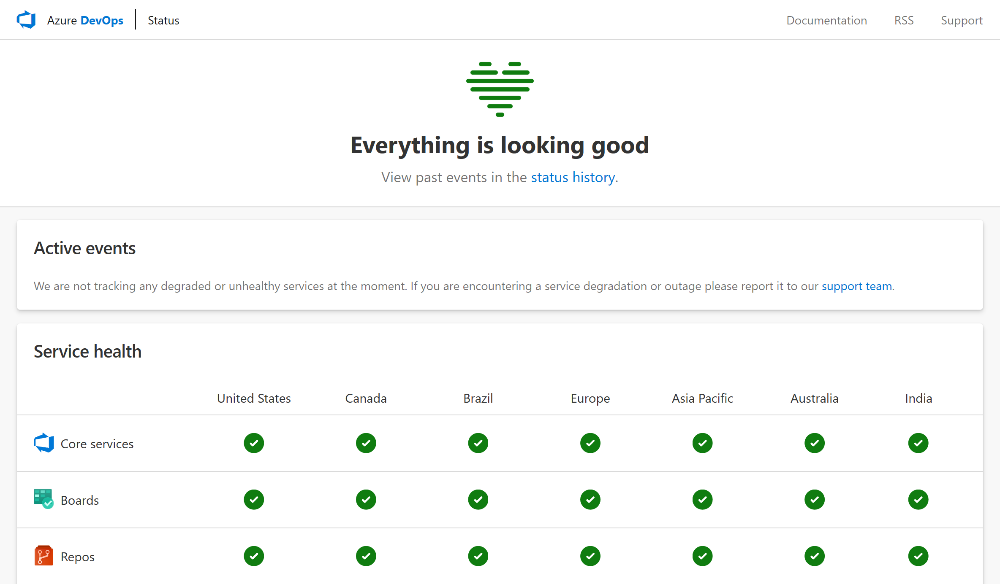 Azure DevOps Status Documentation RSS Support
Everything is looking good
View past events in the status history.
Active events
We are not tracking any degraded or unhealthy services at the moment. If you are encountering a service degradation or outage please report it to our support team.
Service health
United States Canada Brazil Europe Asia Pacific Australia India
Core services
Boards
Repos